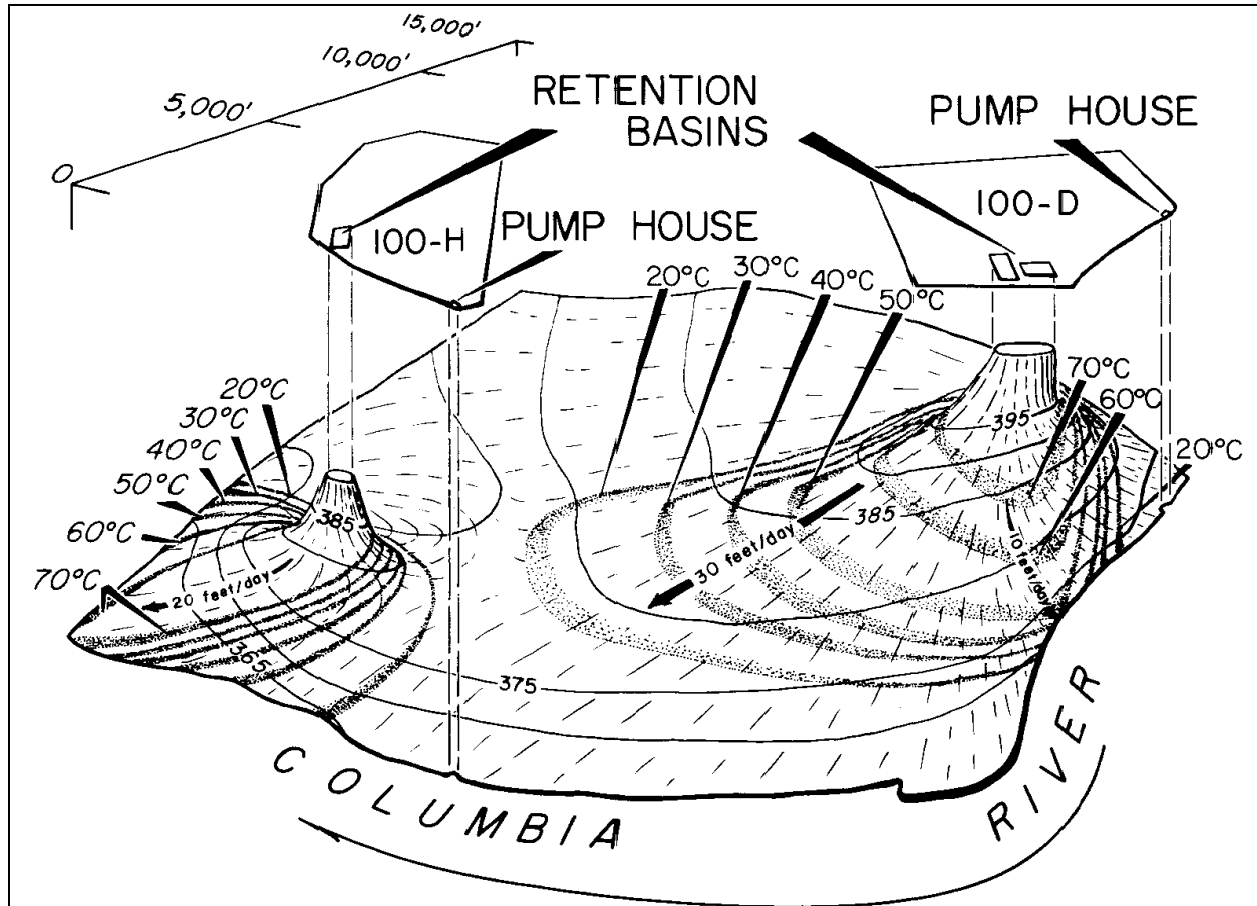 15,000'
10,000'
5,000'
0
RETENTION
BASINS
PUMP HOUSE
100-H
PUMP HOUSE
100-D
20°C
30°C
40°C
50°C
20°C
30°C
40°C
50°C
60°C
70°C
70°C
60°C
20°C
395
385
385
20 feet/day
30 feet/day
10 feet/day
365
375
COLUMBIA
RIVER